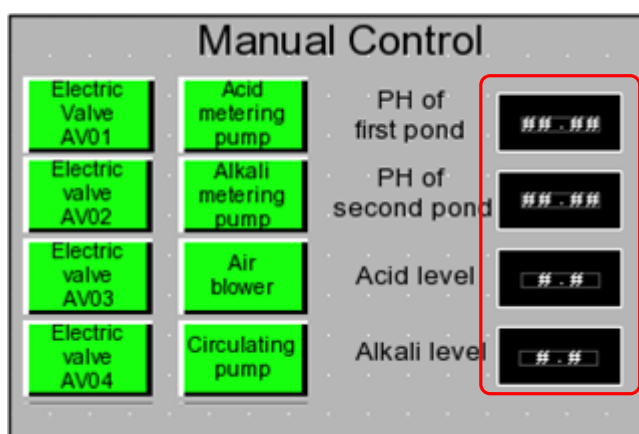 Manual Control
Electric
Valve
AV01
Acid
metering
pump
PH of
first pond
##.##
Electric
valve
AV02
Alkali
metering
pump
PH of
second pond
##.##
Electric
valve
AV03
Air
blower
Acid level
#.#
Electric
valve
AV04
Circulating
pump
Alkali level
#.#